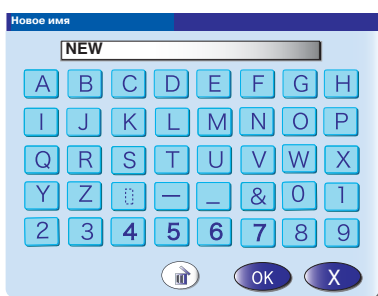 Новое имя
NEW
A B C D E F G H
I J K L M N O P
Q R S T U V W X
Y Z — _ & 0 1
2 3 4 5 6 7 8 9
OK X